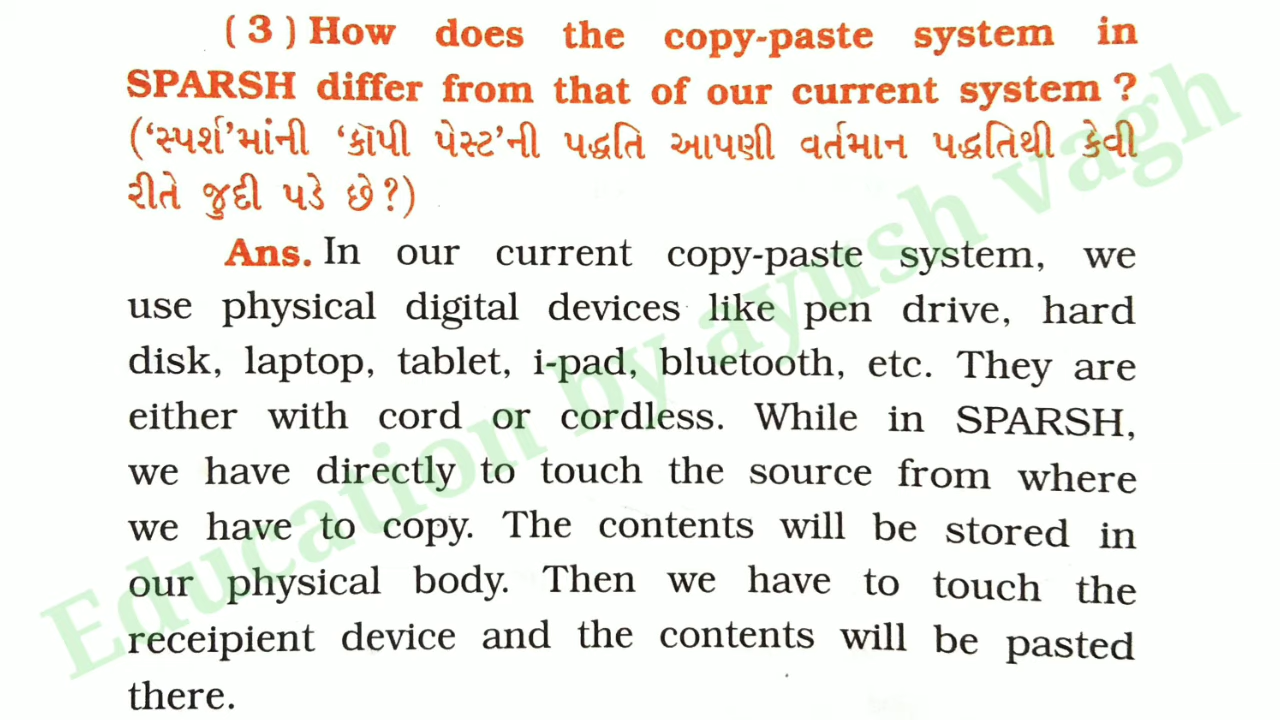 ( 3 ) How does the copy-paste system in
SPARSH differ from that of our current system ?
(‘સ્પર્શ’માંની ‘કૉપી પેસ્ટ’ની પદ્ધતિ આપણી વર્તમાન પદ્ધતિથી કેવી
રીતે જુદી પડે છે?)
Ans. In our current copy-paste system, we
use physical digital devices like pen drive, hard
disk, laptop, tablet, i-pad, bluetooth, etc. They are
either with cord or cordless. While in SPARSH,
we have directly to touch the source from where
we have to copy. The contents will be stored in
our physical body. Then we have to touch the
receipient device and the contents will be pasted
there.
Education by ayush vagh